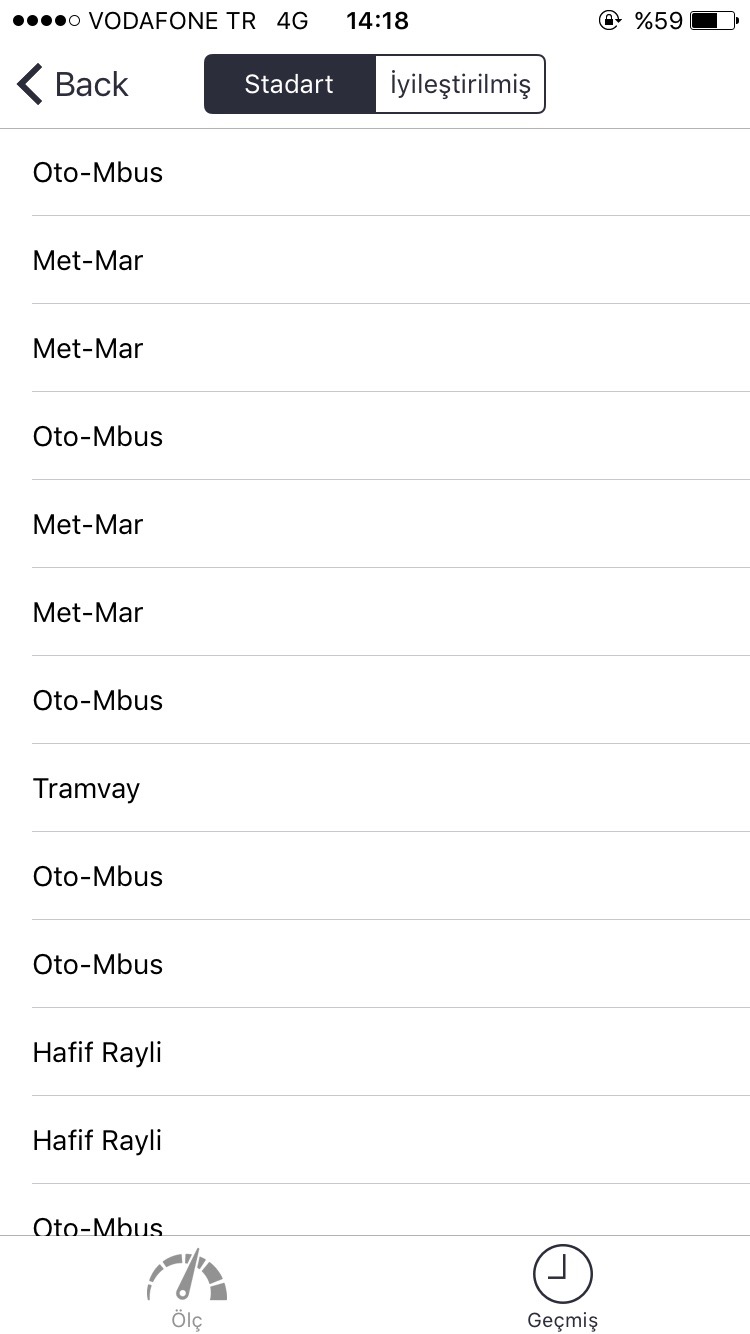 VODAFONE TR 4G 14:18 %59
Back Stadart İyileştirilmiş
Oto-Mbus
Met-Mar
Met-Mar
Oto-Mbus
Met-Mar
Met-Mar
Oto-Mbus
Tramvay
Oto-Mbus
Oto-Mbus
Hafif Rayli
Hafif Rayli
Oto-Mbus
Ölç Geçmiş